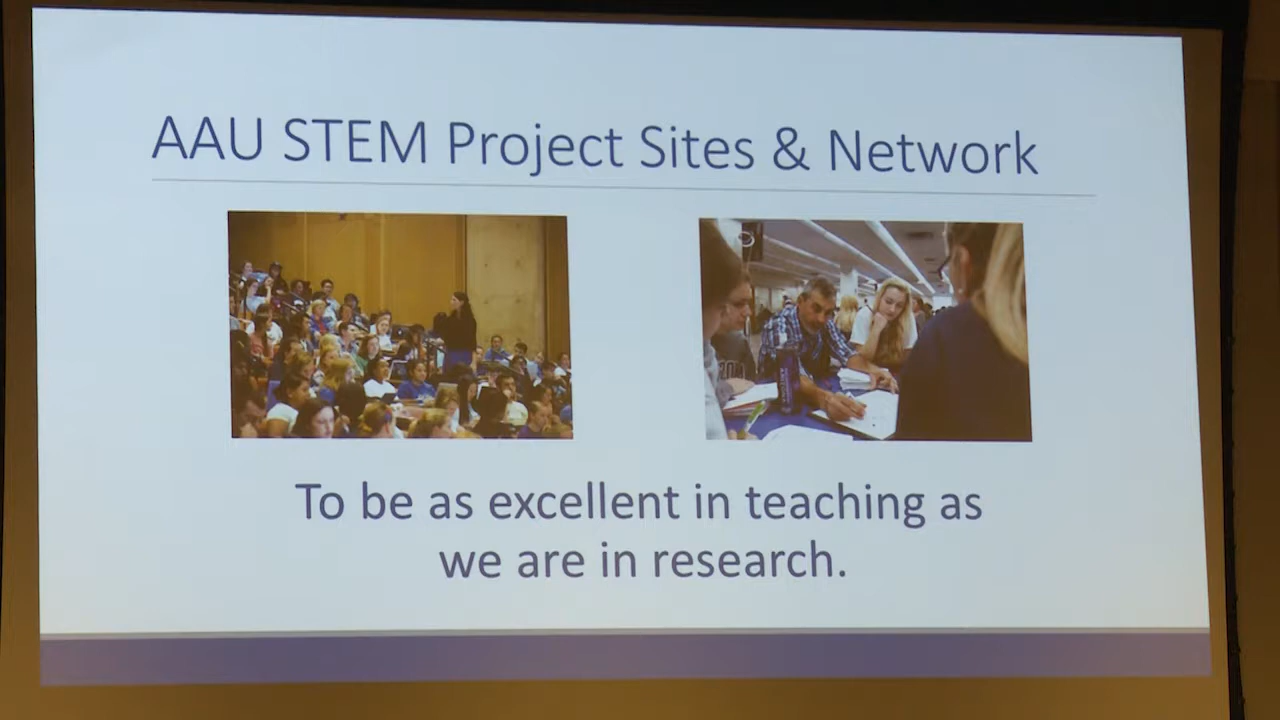 AAU STEM Project Sites & Network
To be as excellent in teaching as
we are in research.